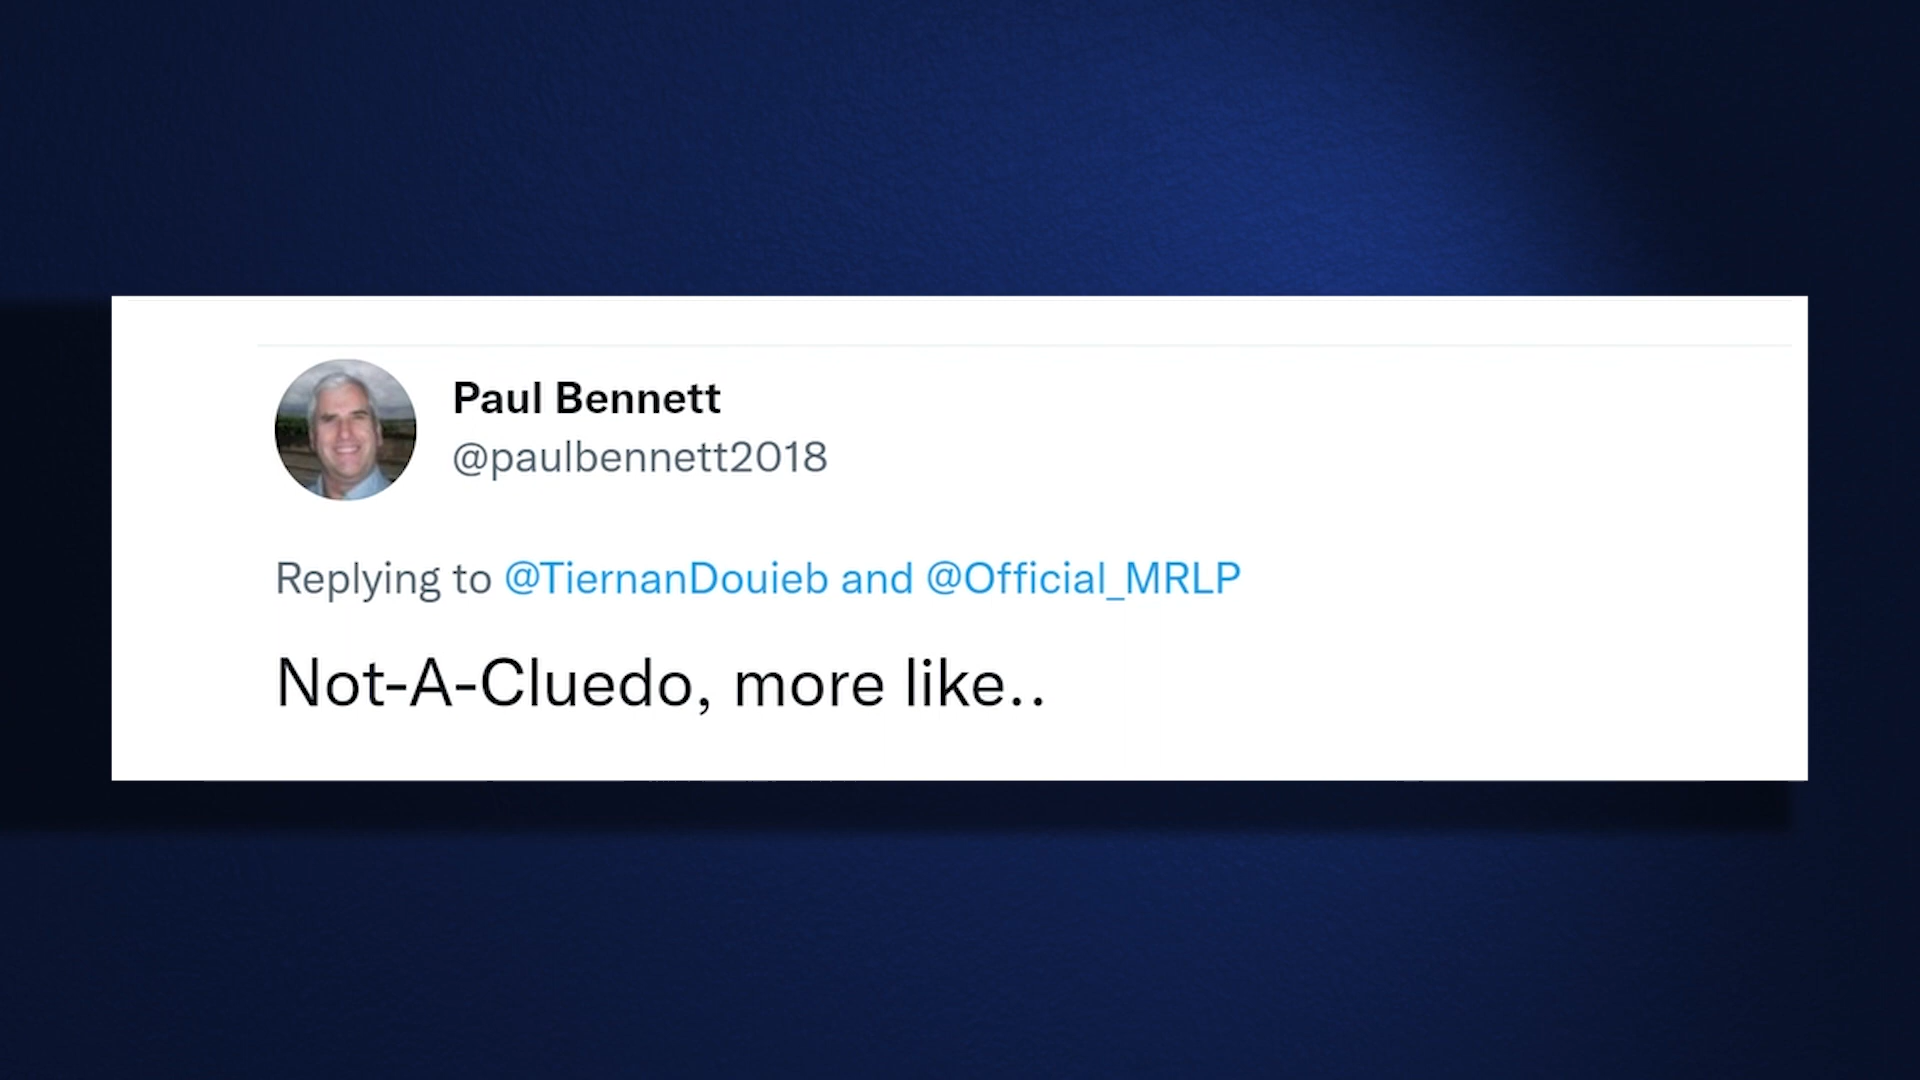 Paul Bennett
@paulbennett2018
Replying to @TiernanDouieb and @Official_MRLP
Not-A-Cluedo, more like..